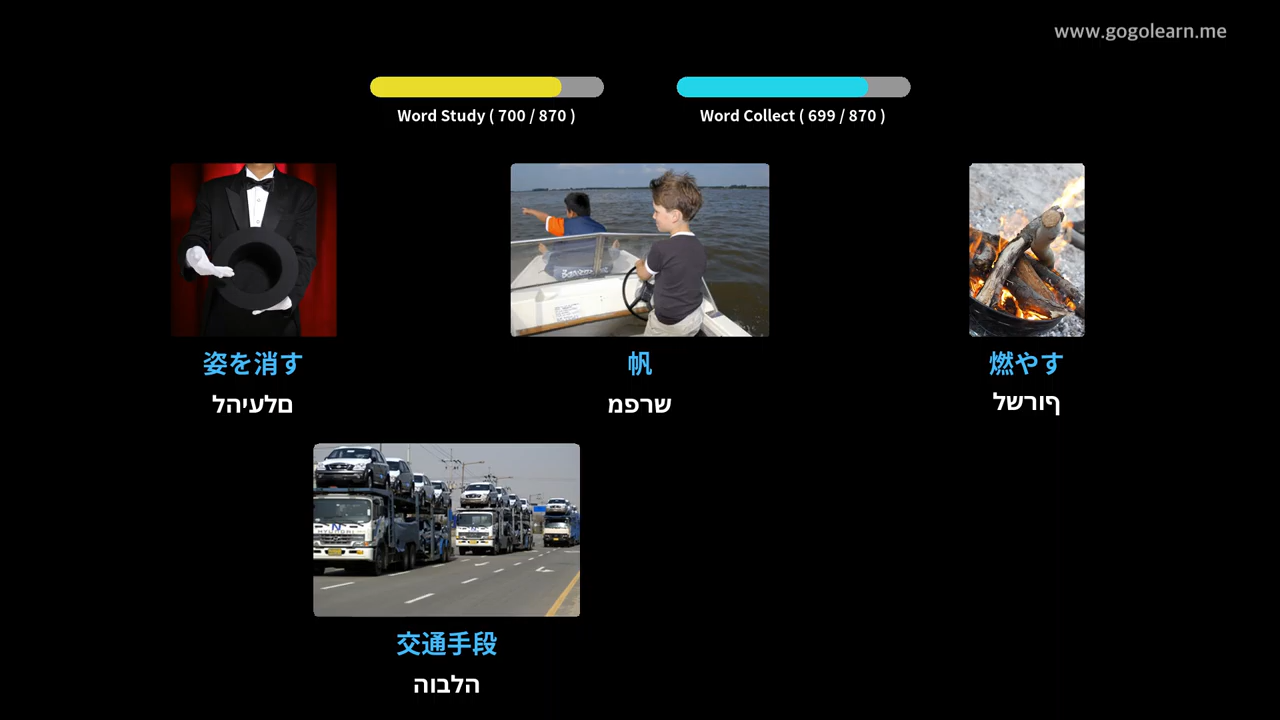 www.gogolearn.me
Word Study ( 700 / 870 )
Word Collect ( 699 / 870 )
姿を消す
להיעלם
帆
מפרש
燃やす
לשרוף
交通手段
הובלה